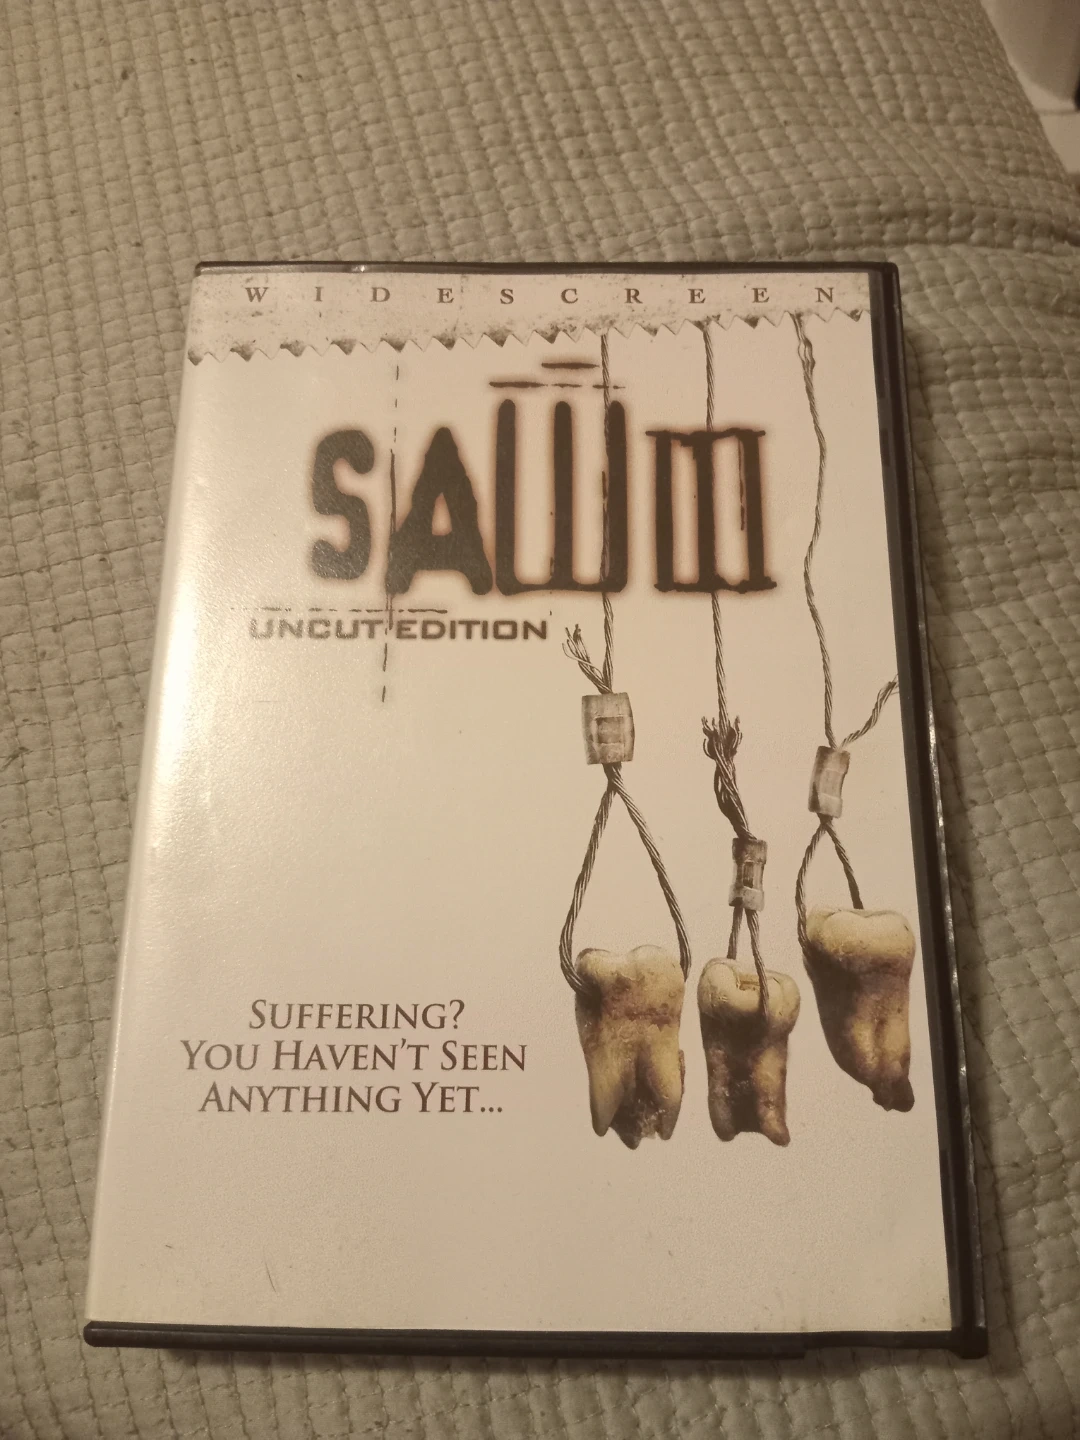 WIDESCREEN
SAW III
UNCUT EDITION
SUFFERING?
YOU HAVEN'T SEEN
ANYTHING YET...